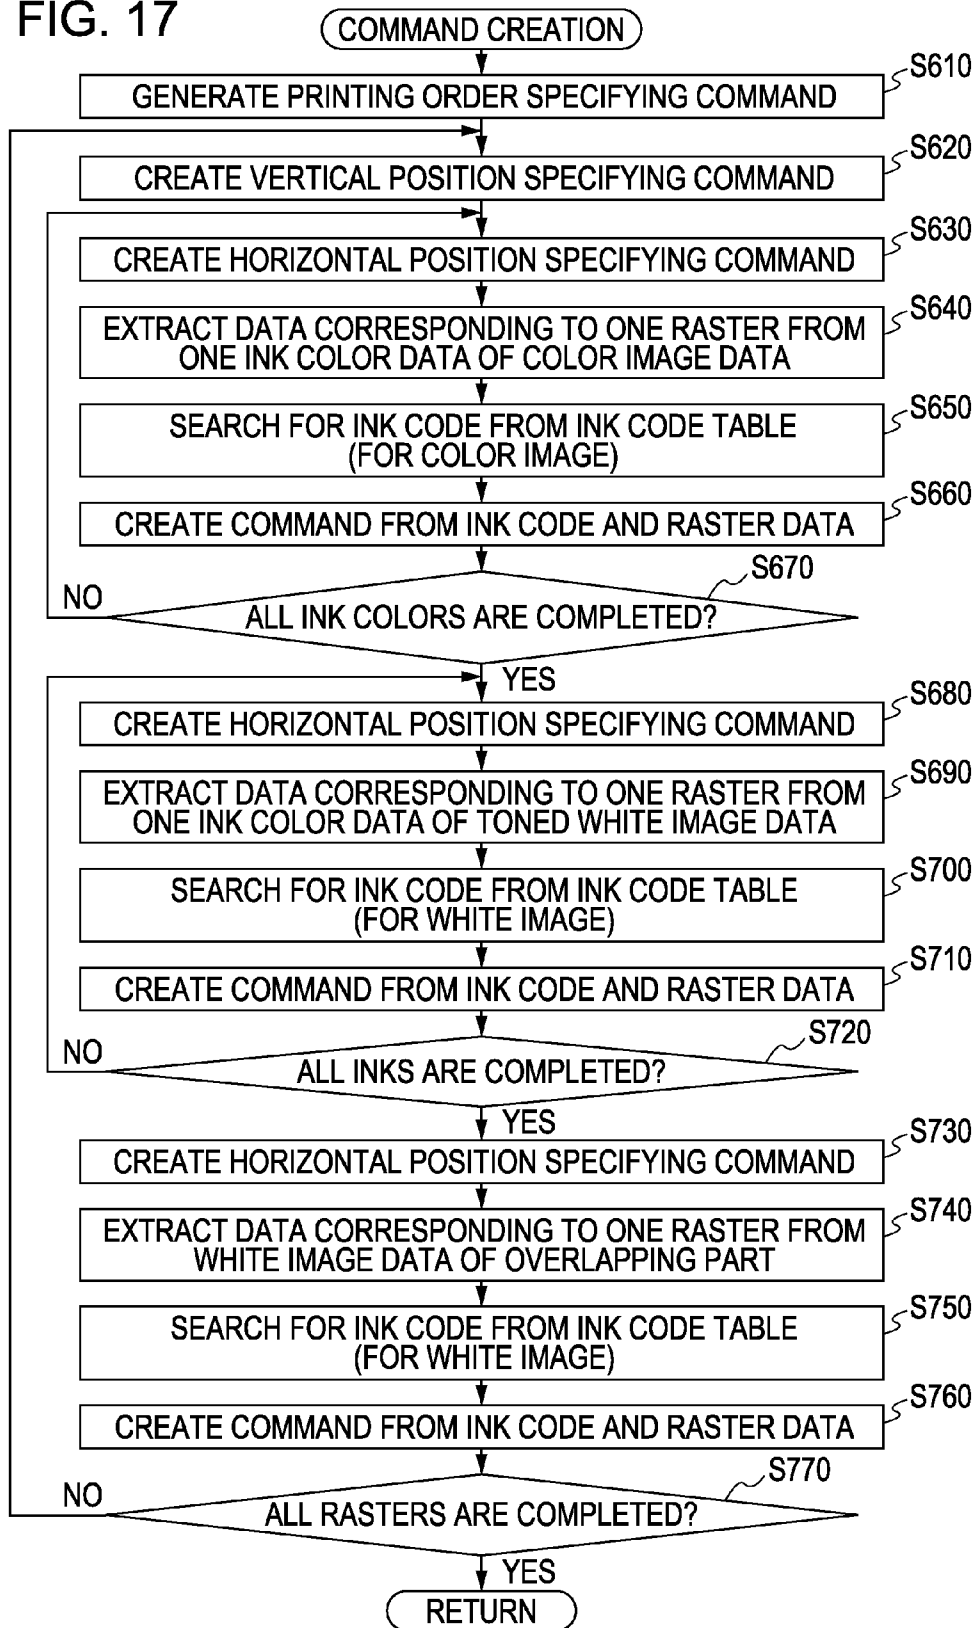 FIG. 17
COMMAND CREATION
S610
GENERATE PRINTING ORDER SPECIFYING COMMAND
S620
CREATE VERTICAL POSITION SPECIFYING COMMAND
S630
CREATE HORIZONTAL POSITION SPECIFYING COMMAND
S640
EXTRACT DATA CORRESPONDING TO ONE RASTER FROM
ONE INK COLOR DATA OF COLOR IMAGE DATA
S650
SEARCH FOR INK CODE FROM INK CODE TABLE
(FOR COLOR IMAGE)
S660
CREATE COMMAND FROM INK CODE AND RASTER DATA
S670
NO
ALL INK COLORS ARE COMPLETED?
YES
S680
CREATE HORIZONTAL POSITION SPECIFYING COMMAND
S690
EXTRACT DATA CORRESPONDING TO ONE RASTER FROM
ONE INK COLOR DATA OF TONED WHITE IMAGE DATA
S700
SEARCH FOR INK CODE FROM INK CODE TABLE
(FOR WHITE IMAGE)
S710
CREATE COMMAND FROM INK CODE AND RASTER DATA
S720
NO
ALL INKS ARE COMPLETED?
YES
S730
CREATE HORIZONTAL POSITION SPECIFYING COMMAND
S740
EXTRACT DATA CORRESPONDING TO ONE RASTER FROM
WHITE IMAGE DATA OF OVERLAPPING PART
S750
SEARCH FOR INK CODE FROM INK CODE TABLE
(FOR WHITE IMAGE)
S760
CREATE COMMAND FROM INK CODE AND RASTER DATA
S770
NO
ALL RASTERS ARE COMPLETED?
YES
RETURN